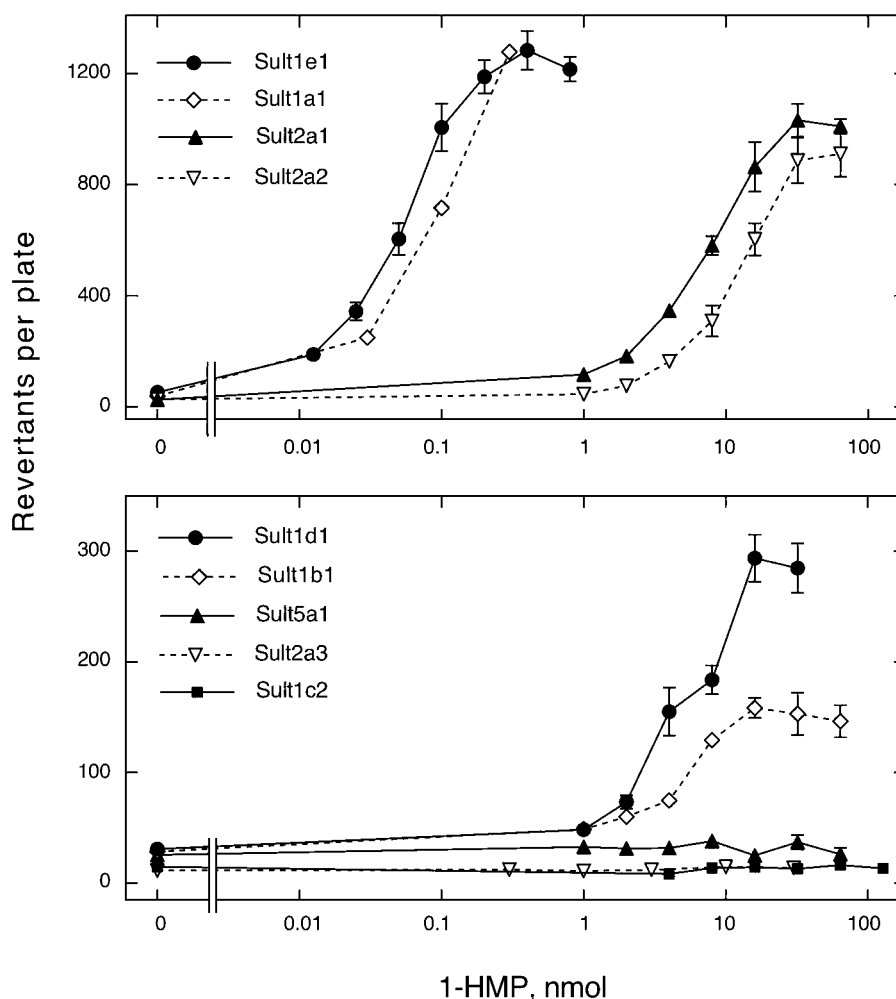 Revertants per plate
1200
800
400
0
Sult1e1
Sult1a1
Sult2a1
Sult2a2
0 0.01 0.1 1 10 100
300
200
100
0
Sult1d1
Sult1b1
Sult5a1
Sult2a3
Sult1c2
0 0.01 0.1 1 10 100
1-HMP, nmol